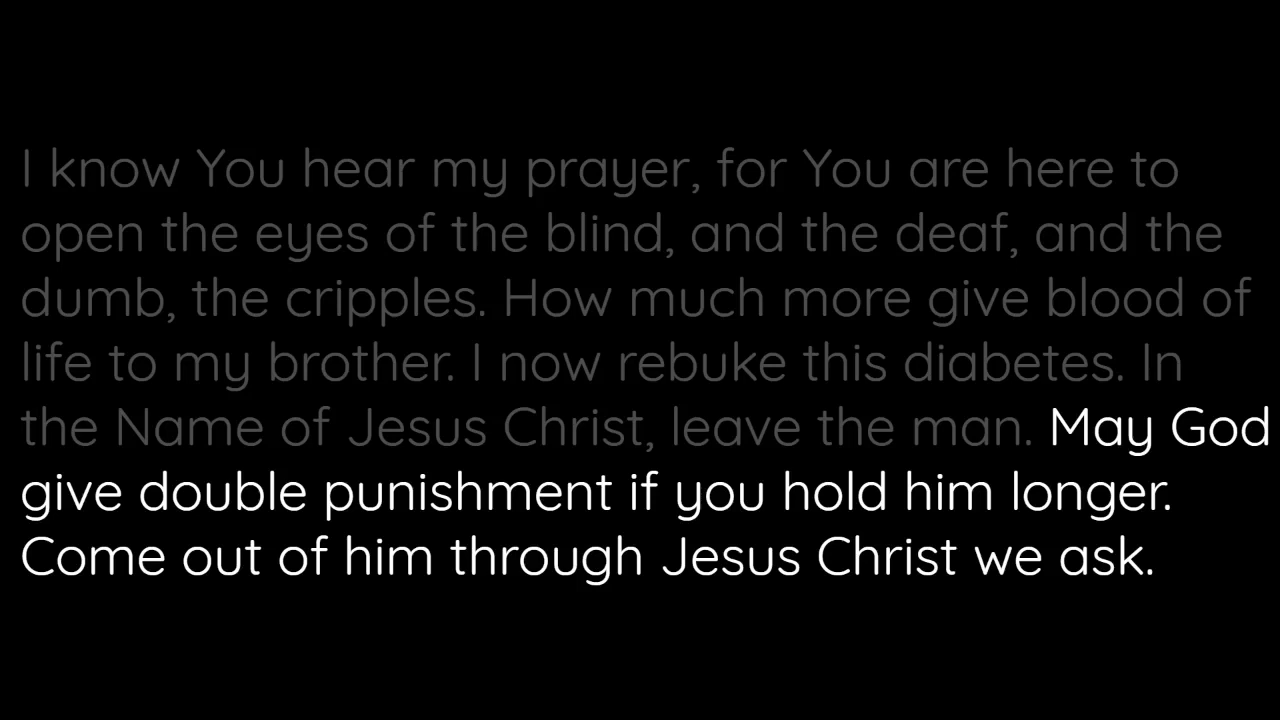 I know You hear my prayer, for You are here to
open the eyes of the blind, and the deaf, and the
dumb, the cripples. How much more give blood of
life to my brother. I now rebuke this diabetes. In
the Name of Jesus Christ, leave the man. May God
give double punishment if you hold him longer.
Come out of him through Jesus Christ we ask.